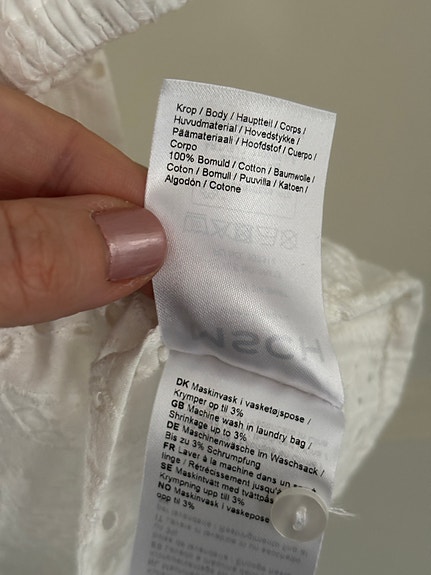 Krop / Body / Hauptteil / Corps /
Huvudmaterial / Hovedstykke /
Päämateriaali / Hoofdstof / Cuerpo /
Corpo
100% Bomuld / Cotton / Baumwolle /
Coton / Bomull / Puuvilla / Katoen /
Algodón / Cotone
DK Maskinvask i vasketøjspose /
Krymper op til 3%
GB Machine wash in laundry bag /
Shrinkage up to 3%
DE Maschinenwäsche im Waschsack /
Bis zu 3% Schrumpfung
FR Laver à la machine dans un
linge / Rétrécissement jusqu'à
SE Maskintvätt med tvättpås
Krympning upp till 3%
NO Maskinvask i vaskepose
opp til 3%